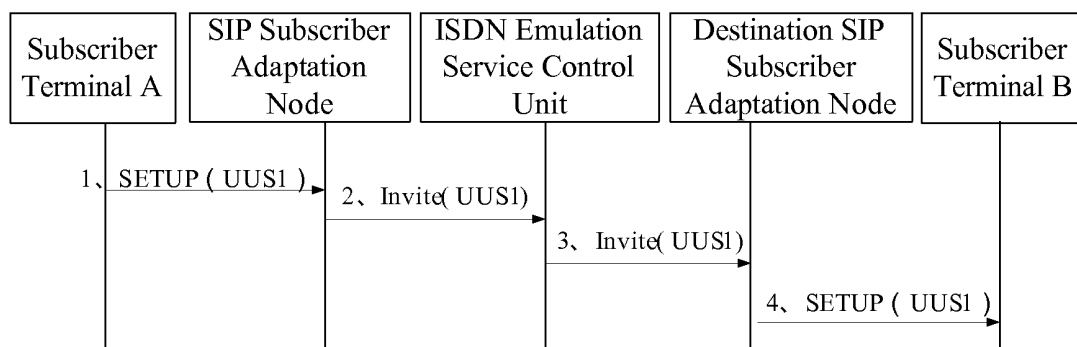 Subscriber
Terminal A
SIP Subscriber
Adaptation
Node
ISDN Emulation
Service Control
Unit
Destination SIP
Subscriber
Adaptation Node
Subscriber
Terminal B
1、 SETUP ( UUS1 )
2、 Invite( UUS1)
3、 Invite( UUS1)
4、 SETUP ( UUS1 )